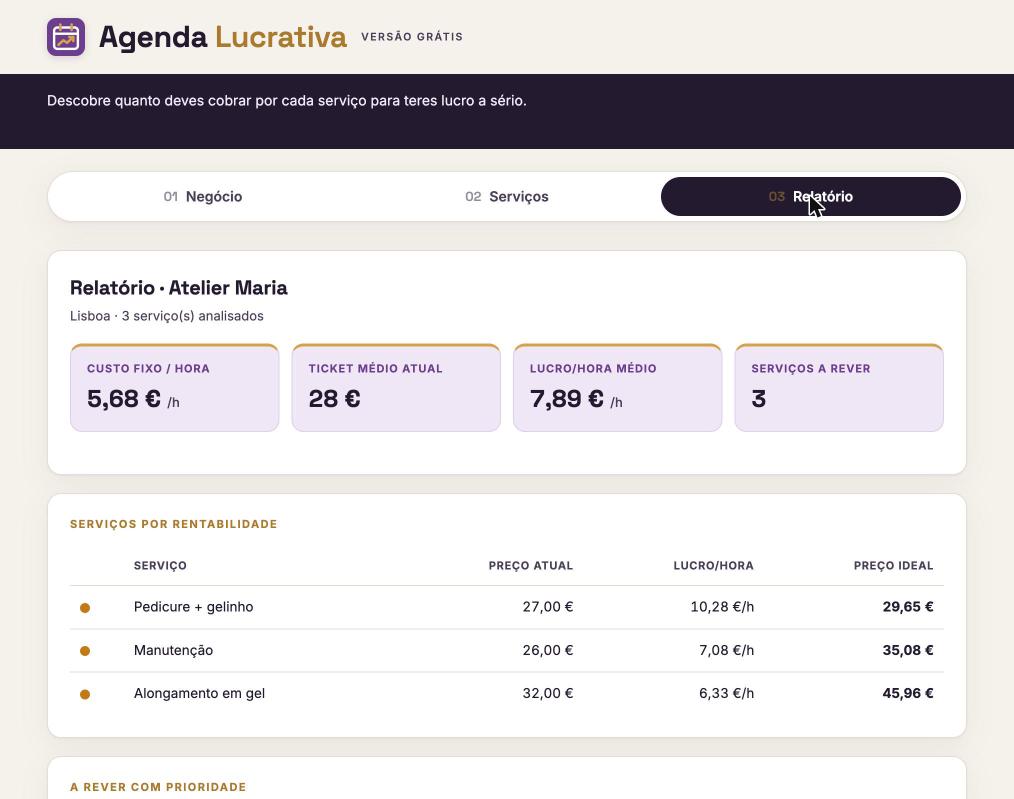 Agenda Lucrativa VERSÃO GRÁTIS
Descobre quanto deves cobrar por cada serviço para teres lucro a sério.
01 Negócio 02 Serviços 03 Relatório
Relatório · Atelier Maria
Lisboa · 3 serviço(s) analisados
CUSTO FIXO / HORA TICKET MÉDIO ATUAL LUCRO/HORA MÉDIO SERVIÇOS A REVER
5,68 € /h 28 € 7,89 € /h 3
SERVIÇOS POR RENTABILIDADE
SERVIÇO PREÇO ATUAL LUCRO/HORA PREÇO IDEAL
Pedicure + gelinho 27,00 € 10,28 €/h 29,65 €
Manutenção 26,00 € 7,08 €/h 35,08 €
Alongamento em gel 32,00 € 6,33 €/h 45,96 €
A REVER COM PRIORIDADE